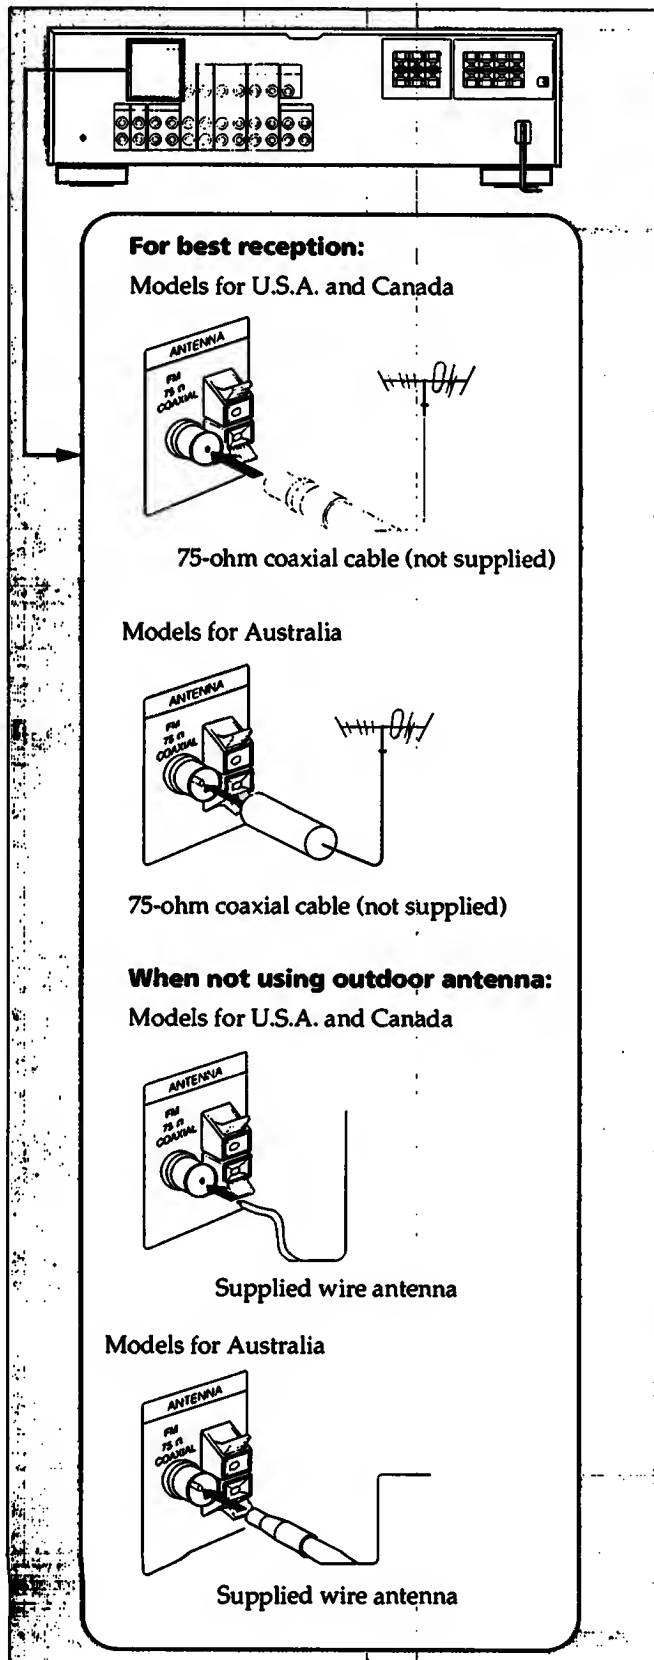 For best reception:
Models for U.S.A. and Canada
ANTENNA
FM
75 Ω
COAXIAL
75-ohm coaxial cable (not supplied)
Models for Australia
ANTENNA
FM
75 Ω
COAXIAL
75-ohm coaxial cable (not supplied)
When not using outdoor antenna:
Models for U.S.A. and Canada
ANTENNA
FM
75 Ω
COAXIAL
Supplied wire antenna
Models for Australia
ANTENNA
FM
75 Ω
COAXIAL
Supplied wire antenna